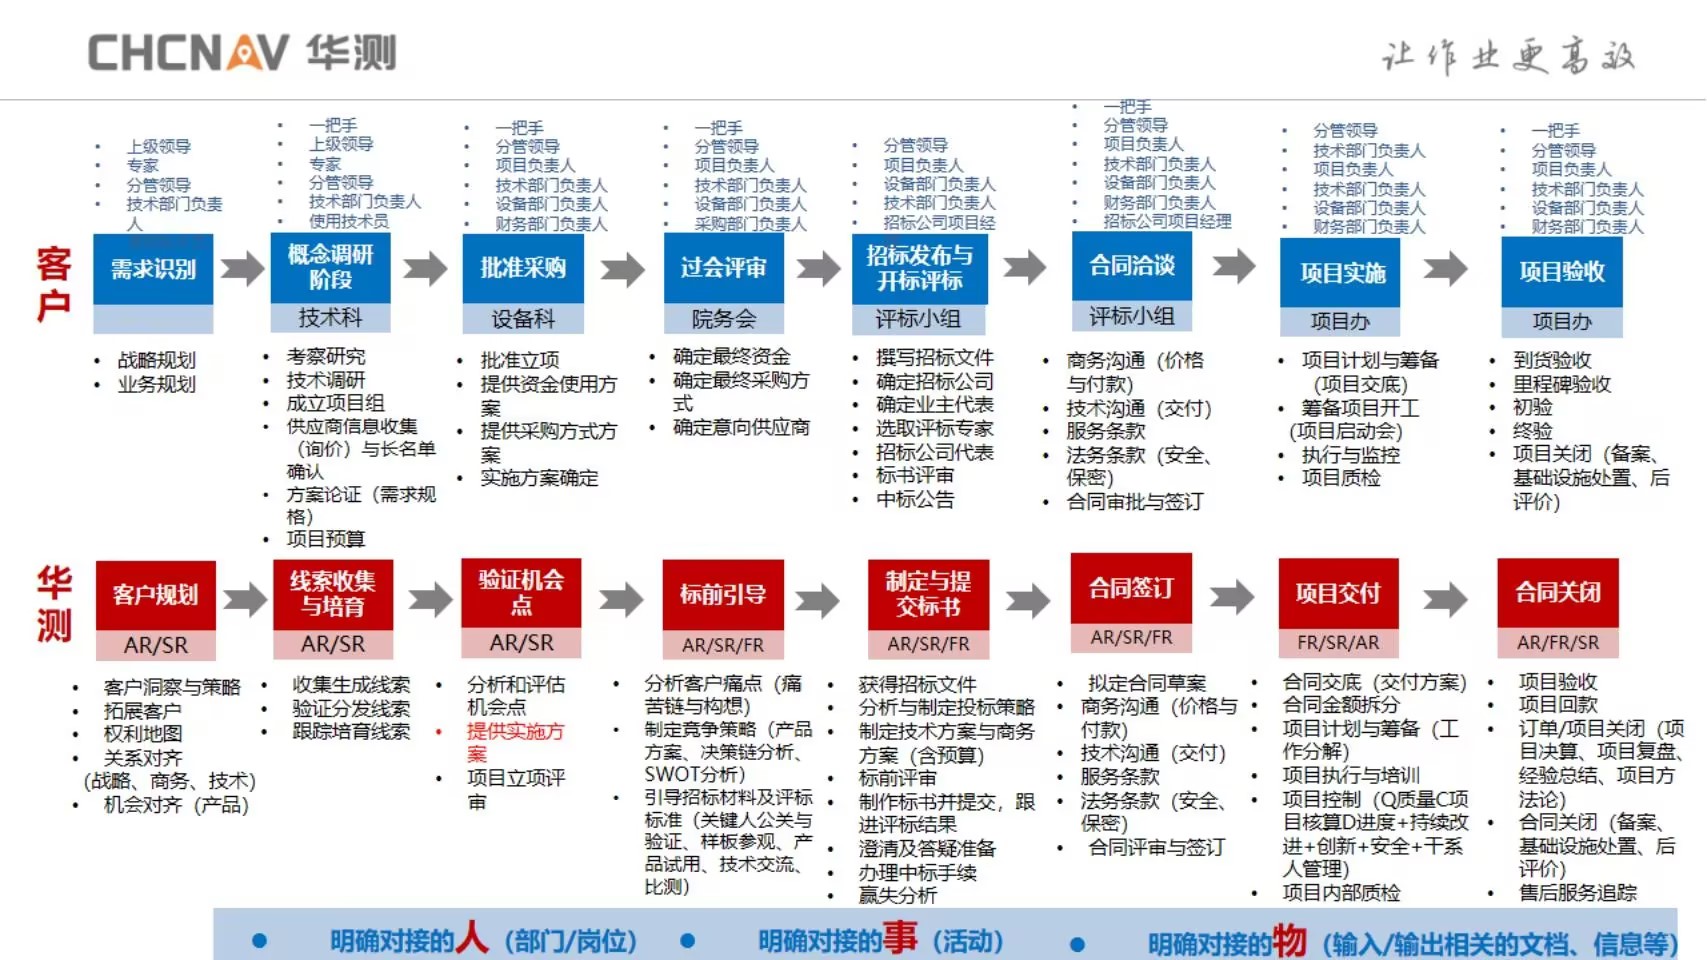 CHCNAV 华测
让作业更高效
客户
上级领导
专家
分管领导
技术部门负责
人
需求识别
战略规划
业务规划
一把手
上级领导
专家
分管领导
技术部门负责人
使用技术员
概念调研
阶段
技术科
考察研究
技术调研
成立项目组
供应商信息收集
（询价）与长名单
确认
方案论证（需求规
格）
项目预算
一把手
分管领导
项目负责人
技术部门负责人
设备部门负责人
财务部门负责人
批准采购
设备科
批准立项
提供资金使用方
案
提供采购方式方
案
实施方案确定
一把手
分管领导
项目负责人
技术部门负责人
设备部门负责人
采购部门负责人
过会评审
院务会
确定最终资金
确定最终采购方
式
确定意向供应商
分管领导
项目负责人
设备部门负责人
技术部门负责人
招标公司项目经
招标发布与
开标评标
评标小组
撰写招标文件
确定招标公司
确定业主代表
选取评标专家
招标公司代表
标书评审
中标公告
一把手
分管领导
项目负责人
技术部门负责人
设备部门负责人
财务部门负责人
招标公司项目经理
合同洽谈
评标小组
商务沟通（价格
与付款）
技术沟通（交付）
服务条款
法务条款（安全、
保密）
合同审批与签订
分管领导
技术部门负责人
项目负责人
技术部门负责人
设备部门负责人
财务部门负责人
项目实施
项目办
项目计划与筹备
（项目交底）
筹备项目开工
（项目启动会）
执行与监控
项目质检
一把手
分管领导
项目负责人
技术部门负责人
设备部门负责人
财务部门负责人
项目验收
项目办
到货验收
里程碑验收
初验
终验
项目关闭（备案、
基础设施处置、后
评价）
华测
客户规划
AR/SR
客户洞察与策略
拓展客户
权利地图
关系对齐
（战略、商务、技术）
机会对齐（产品）
线索收集
与培育
AR/SR
收集生成线索
验证分发线索
跟踪培育线索
验证机会
点
AR/SR
分析和评估
机会点
提供实施方
案
项目立项评
审
标前引导
AR/SR/FR
分析客户痛点（痛
苦链与构想）
制定竞争策略（产品
方案、决策链分析、
SWOT分析）
引导招标材料及评标
标准（关键人公关与
验证、样板参观、产
品试用、技术交流、
比测）
制定与提
交标书
AR/SR/FR
获得招标文件
分析与制定投标策略
制定技术方案与商务
方案（含预算）
标前评审
制作标书并提交，跟
进评标结果
澄清及答疑准备
办理中标手续
赢失分析
合同签订
AR/SR/FR
拟定合同草案
商务沟通（价格与
付款）
技术沟通（交付）
服务条款
法务条款（安全、
保密）
合同评审与签订
项目交付
FR/SR/AR
合同交底（交付方案）
合同金额拆分
项目计划与筹备（工
作分解）
项目执行与培训
项目控制（Q质量C项
目核算D进度+持续改
进+创新+安全+干系
人管理）
项目内部质检
合同关闭
AR/FR/SR
项目验收
项目回款
订单/项目关闭（项
目决算、项目复盘、
经验总结、项目方
法论）
合同关闭（备案、
基础设施处置、后
评价）
售后服务追踪
明确对接的人（部门/岗位）
明确对接的事（活动）
明确对接的物（输入/输出相关的文档、信息等）